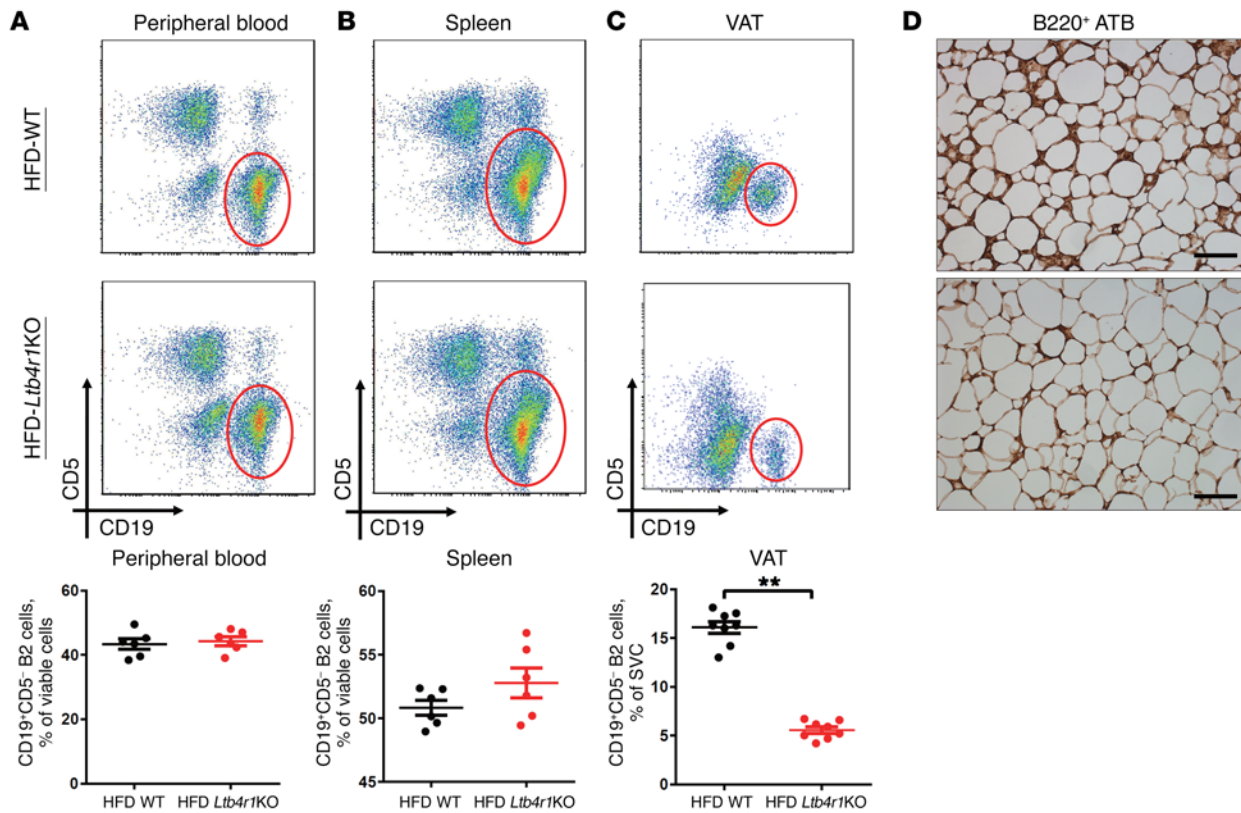 A
Peripheral blood
B
Spleen
C
VAT
D
B220⁺ ATB
HFD-WT
HFD-Ltb4r1KO
CD5
CD19
CD5
CD19
CD5
CD19
Peripheral blood
CD19⁺CD5⁻ B2 cells,
% of viable cells
60
40
20
0
HFD WT
HFD Ltb4r1KO
Spleen
CD19⁺CD5⁻ B2 cells,
% of viable cells
60
55
50
45
HFD WT
HFD Ltb4r1KO
VAT
CD19⁺CD5⁻ B2 cells,
% of SVC
20
15
10
5
0
**
HFD WT
HFD Ltb4r1KO